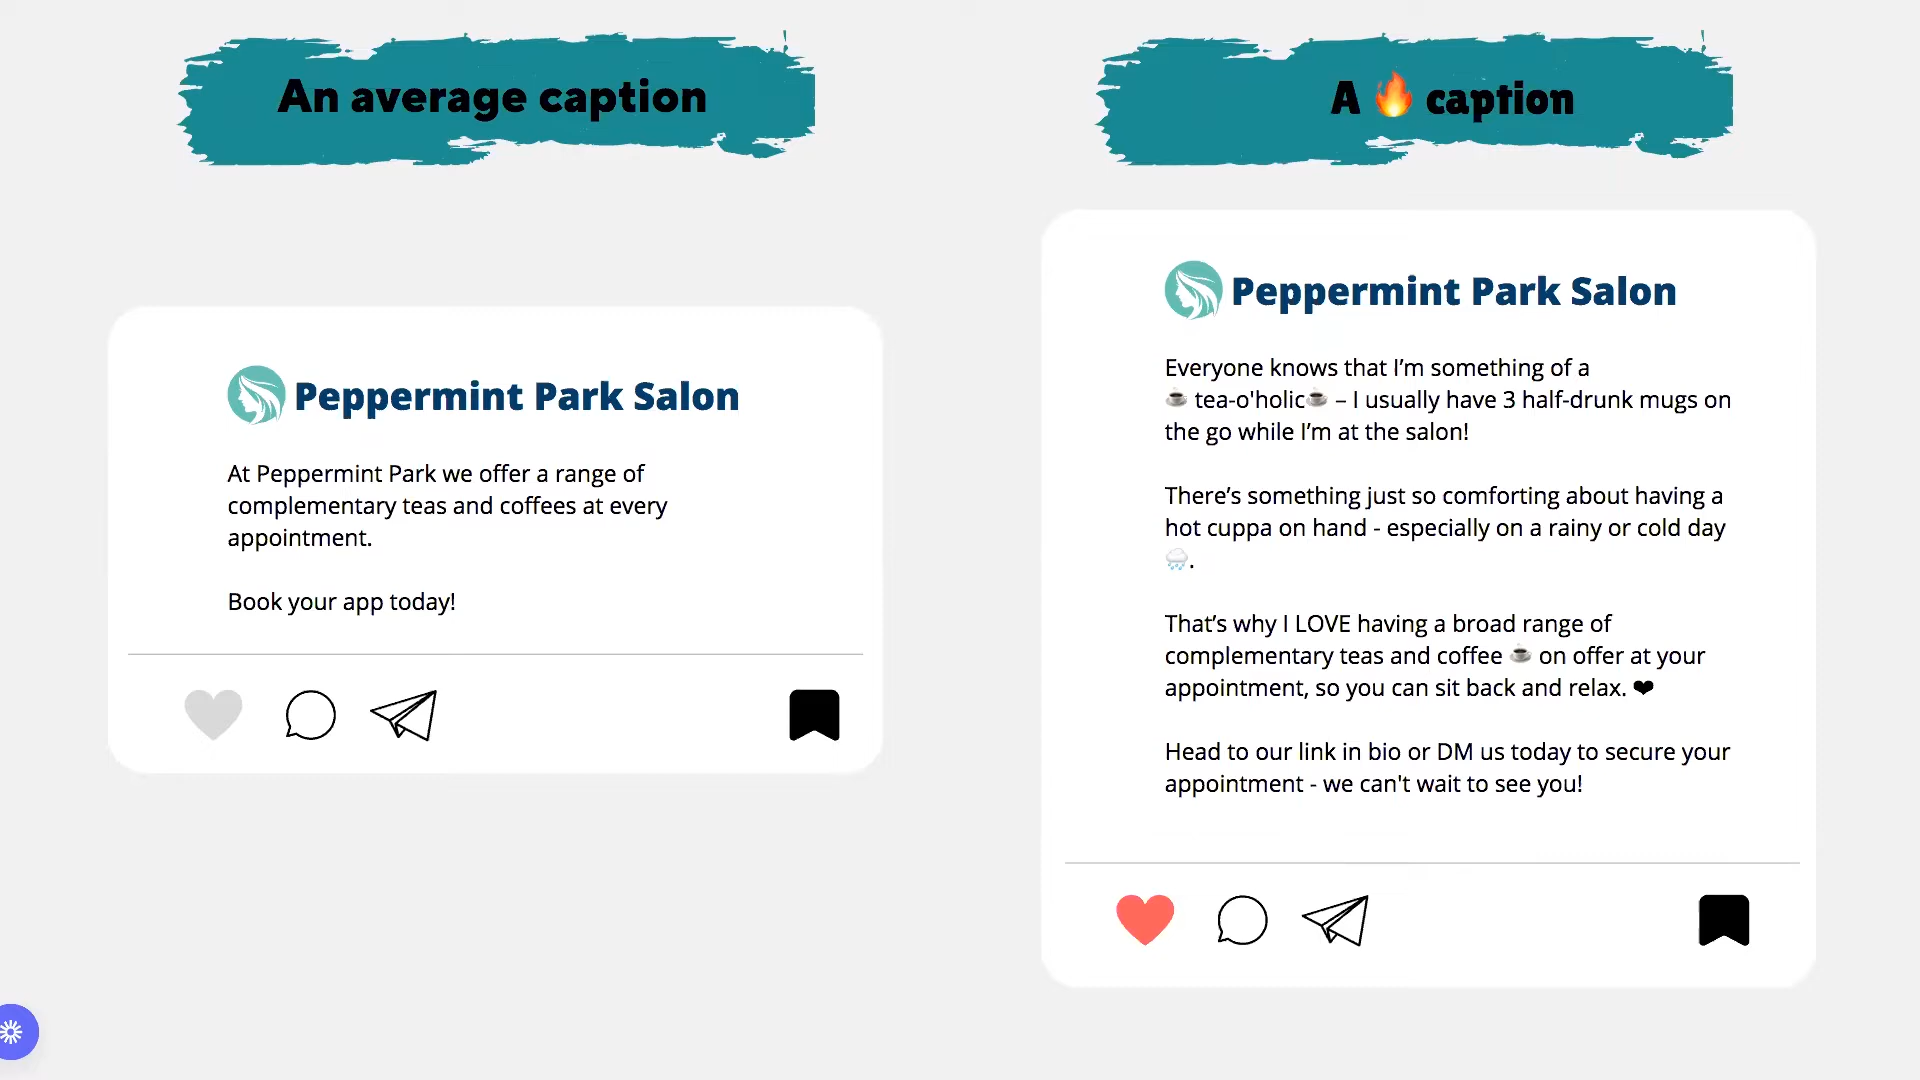 An average caption
Peppermint Park Salon
At Peppermint Park we offer a range of
complementary teas and coffees at every
appointment.
Book your app today!
A 🔥 caption
Peppermint Park Salon
Everyone knows that I’m something of a
☕ tea-o'holic☕ – I usually have 3 half-drunk mugs on
the go while I’m at the salon!
There’s something just so comforting about having a
hot cuppa on hand - especially on a rainy or cold day
🌧️.
That’s why I LOVE having a broad range of
complementary teas and coffee ☕ on offer at your
appointment, so you can sit back and relax. ❤
Head to our link in bio or DM us today to secure your
appointment - we can't wait to see you!